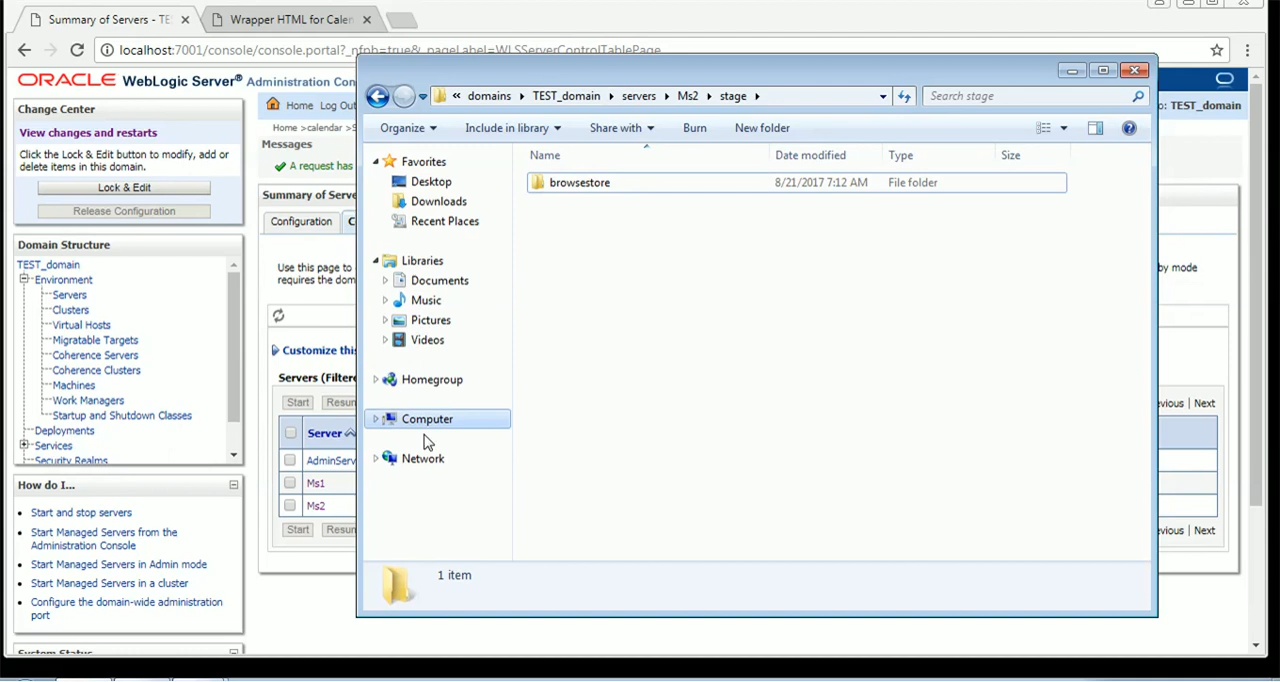 Summary of Servers - TE
Wrapper HTML for Calen
localhost:7001/console/console.portal?_nfpb=true&_pageLabel=WLSServerControlTablePage
ORACLE WebLogic Server® Administration Con
Change Center
View changes and restarts
Click the Lock & Edit button to modify, add or
delete items in this domain.
Lock & Edit
Release Configuration
Domain Structure
TEST_domain
Environment
Servers
Clusters
Virtual Hosts
Migratable Targets
Coherence Servers
Coherence Clusters
Machines
Work Managers
Startup and Shutdown Classes
Deployments
Services
Security Realms
How do I...
Start and stop servers
Start Managed Servers from the
Administration Console
Start Managed Servers in Admin mode
Start Managed Servers in a cluster
Configure the domain-wide administration
port
System Status
Home Log Out
Home >calendar >S
Messages
A request has
Summary of Serve
Configuration C
Use this page to
requires the dom
Customize this
Servers (Filtere
Start Resun
Server
AdminServ
Ms1
Ms2
Start Resun
: TEST_domain
by mode
evious | Next
evious | Next
« domains TEST_domain servers Ms2 stage
Search stage
Organize Include in library Share with Burn New folder
Name Date modified Type Size
browsestore 8/21/2017 7:12 AM File folder
Favorites
Desktop
Downloads
Recent Places
Libraries
Documents
Music
Pictures
Videos
Homegroup
Computer
Network
1 item